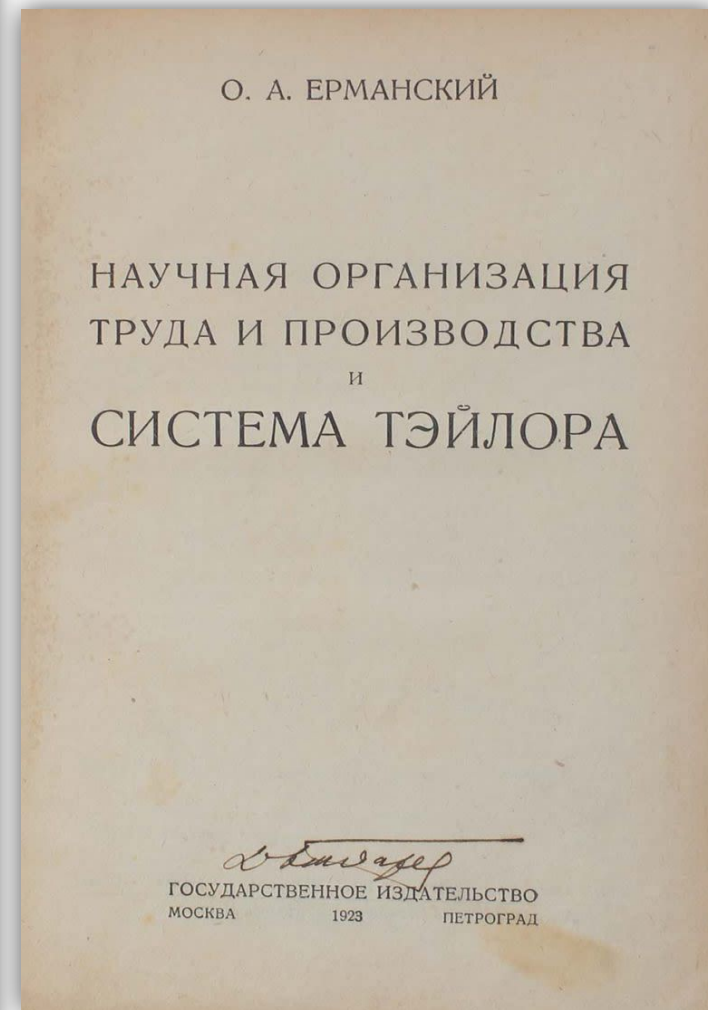 О. А. ЕРМАНСКИЙ
НАУЧНАЯ ОРГАНИЗАЦИЯ
ТРУДА И ПРОИЗВОДСТВА
И
СИСТЕМА ТЭЙЛОРА
ГОСУДАРСТВЕННОЕ ИЗДАТЕЛЬСТВО
МОСКВА 1923 ПЕТРОГРАД